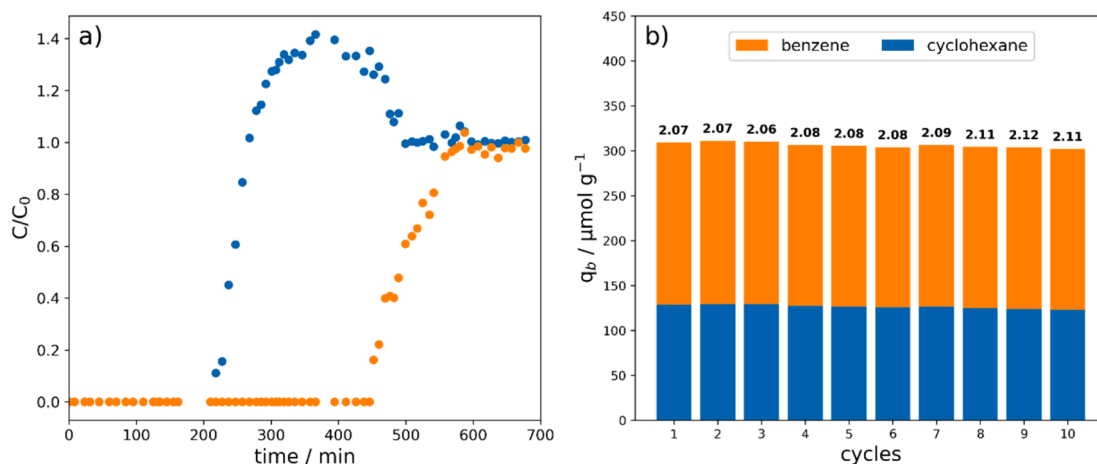 a)
1.4
1.2
1.0
0.8
0.6
0.4
0.2
0.0
C/C₀
0 100 200 300 400 500 600 700
time / min
b)
benzene cyclohexane
450
400
350
300
250
200
150
100
50
0
q_b / μmol g⁻¹
2.07 2.07 2.06 2.08 2.08 2.08 2.09 2.11 2.12 2.11
1 2 3 4 5 6 7 8 9 10
cycles